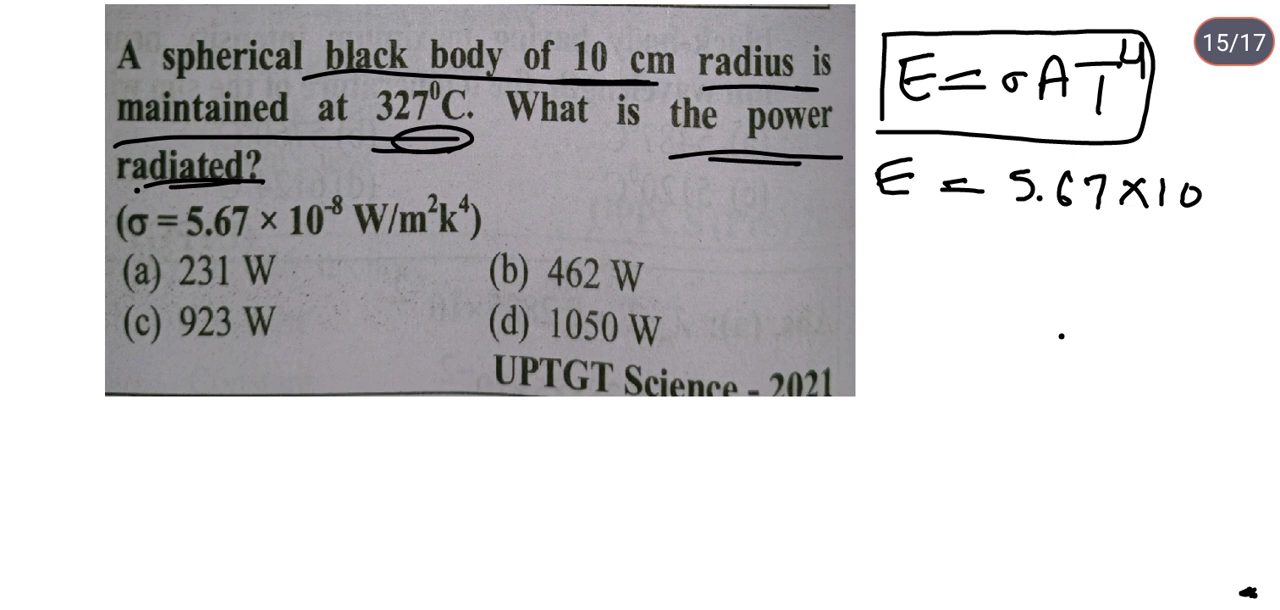 A spherical black body of 10 cm radius is
maintained at 327⁰C. What is the power
radiated?
(σ = 5.67 × 10⁻⁸ W/m²k⁴)
(a) 231 W (b) 462 W
(c) 923 W (d) 1050 W
UPTGT Science - 2021
E = σAT⁴
E = 5.67×10
15/17